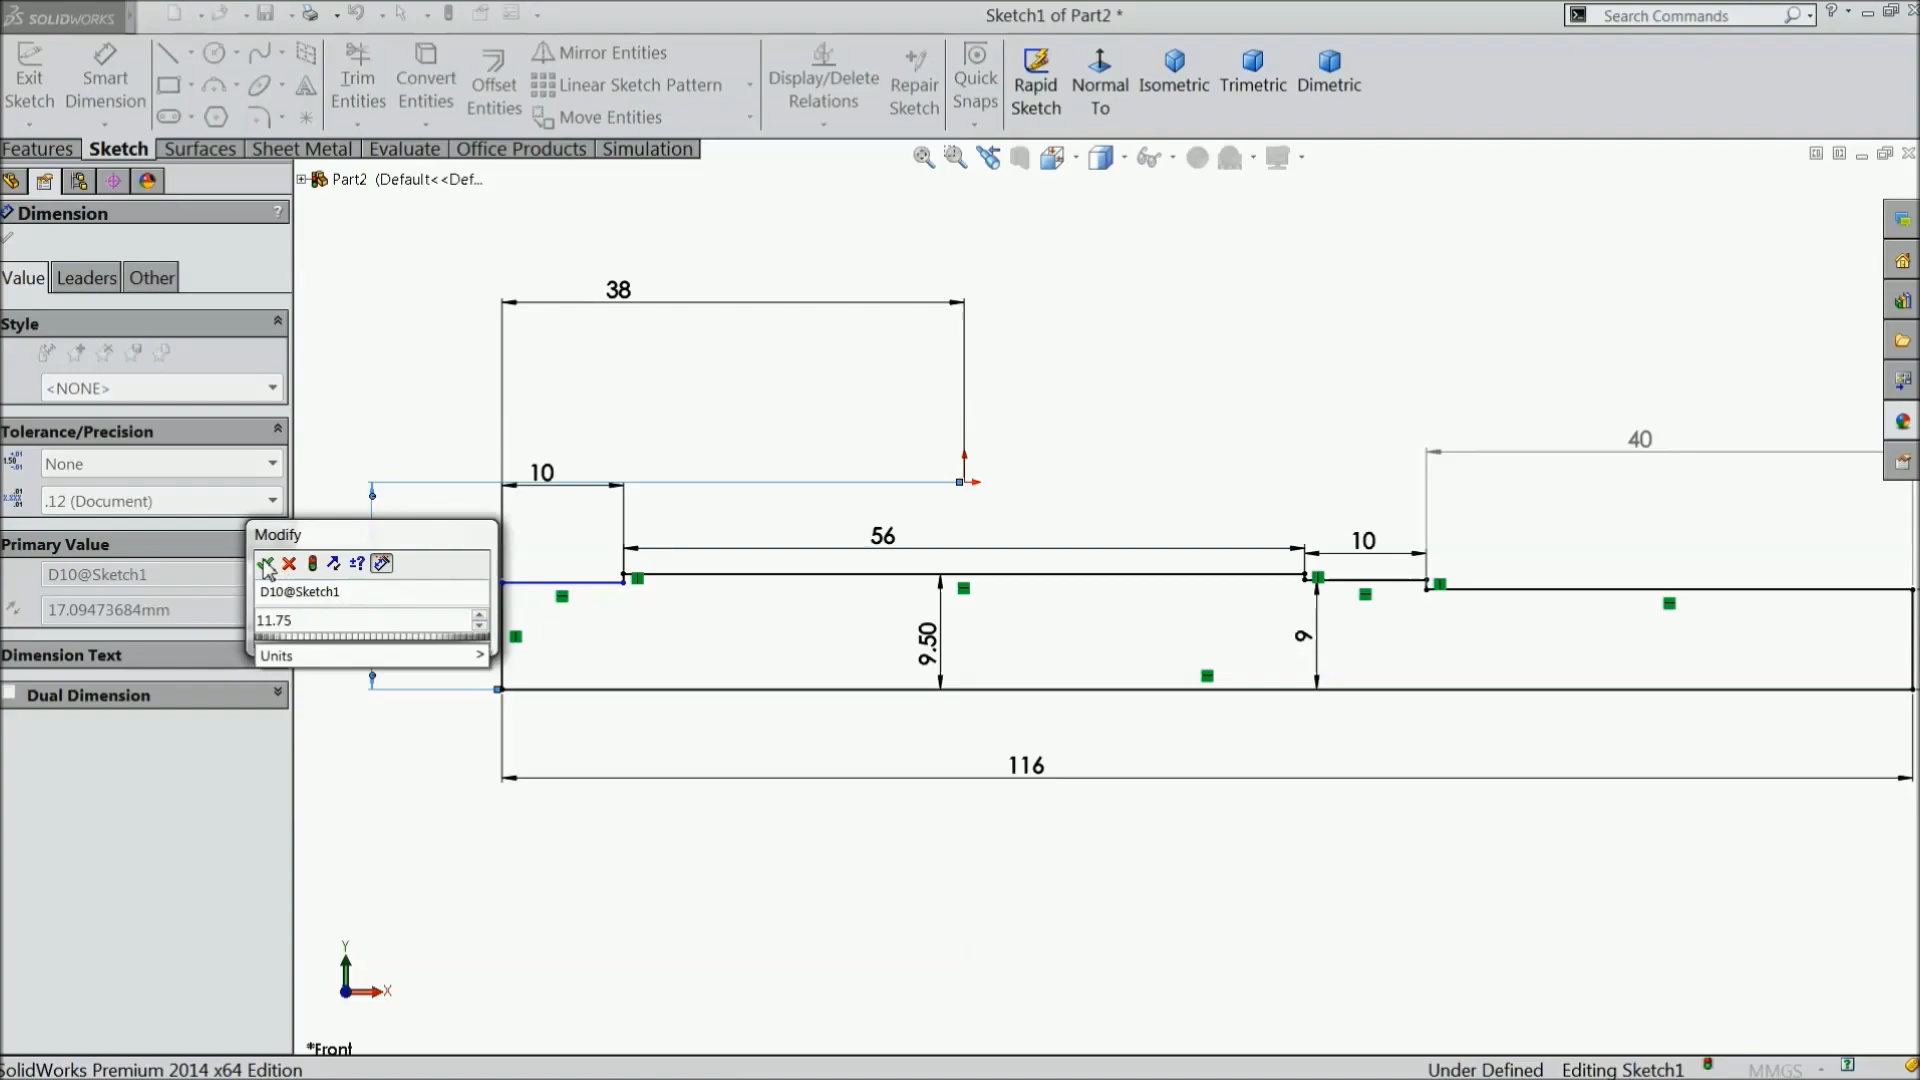 SOLIDWORKS
Sketch1 of Part2 *
Search Commands
Exit Sketch
Smart Dimension
Trim Entities
Convert Entities
Offset Entities
Mirror Entities
Linear Sketch Pattern
Move Entities
Display/Delete Relations
Repair Sketch
Quick Snaps
Rapid Sketch
Normal To
Isometric
Trimetric
Dimetric
Features
Sketch
Surfaces
Sheet Metal
Evaluate
Office Products
Simulation
Part2 (Default<<Def...
Dimension
?
Value
Leaders
Other
Style
<NONE>
Tolerance/Precision
None
.12 (Document)
Primary Value
D10@Sketch1
17.09473684mm
Dimension Text
Dual Dimension
Modify
D10@Sketch1
11.75
Units >
38
10
56
10
40
9.50
9
116
Y
X
*Front
SolidWorks Premium 2014 x64 Edition
Under Defined
Editing Sketch1
MMGS